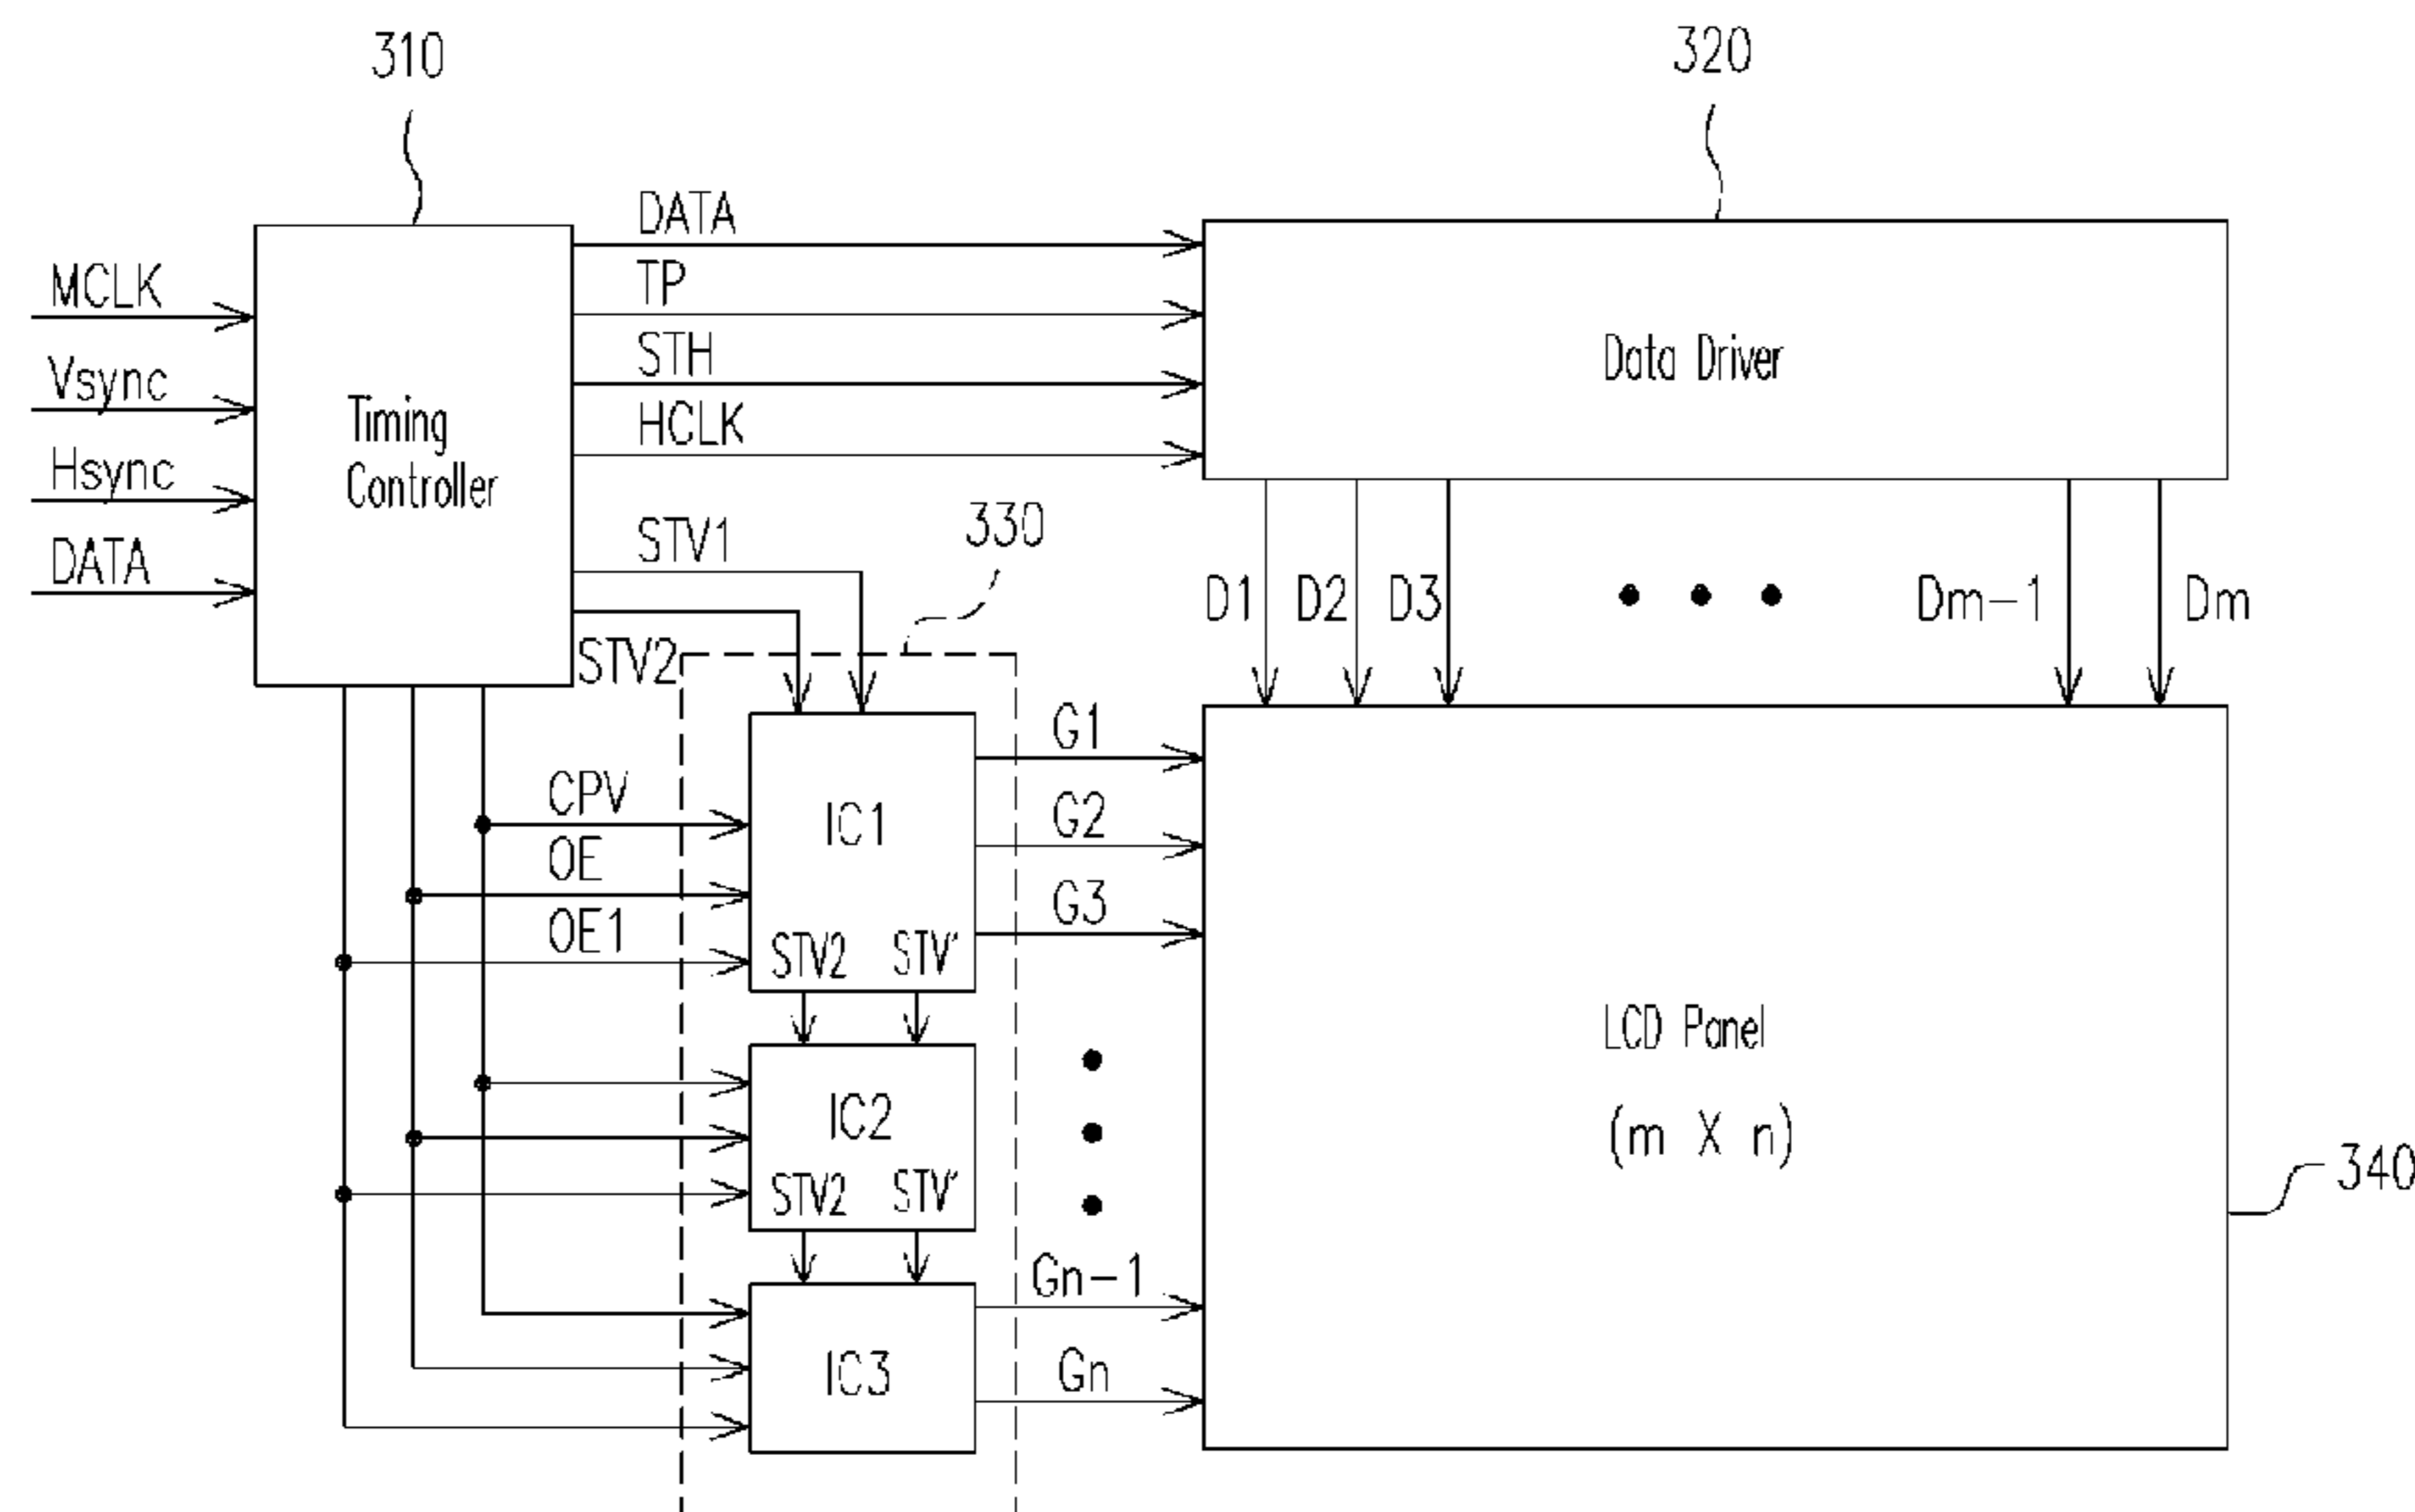 310
320
DATA
TP
STH
HCLK
MCLK
Vsync
Hsync
DATA
Timing
Controller
Data Driver
STV1
STV2
330
D1
D2
D3
Dm-1
Dm
CPV
OE
OE1
IC1
STV2
STV'
G1
G2
G3
IC2
STV2
STV'
LCD Panel
(m X n)
340
Gn-1
Gn
IC3